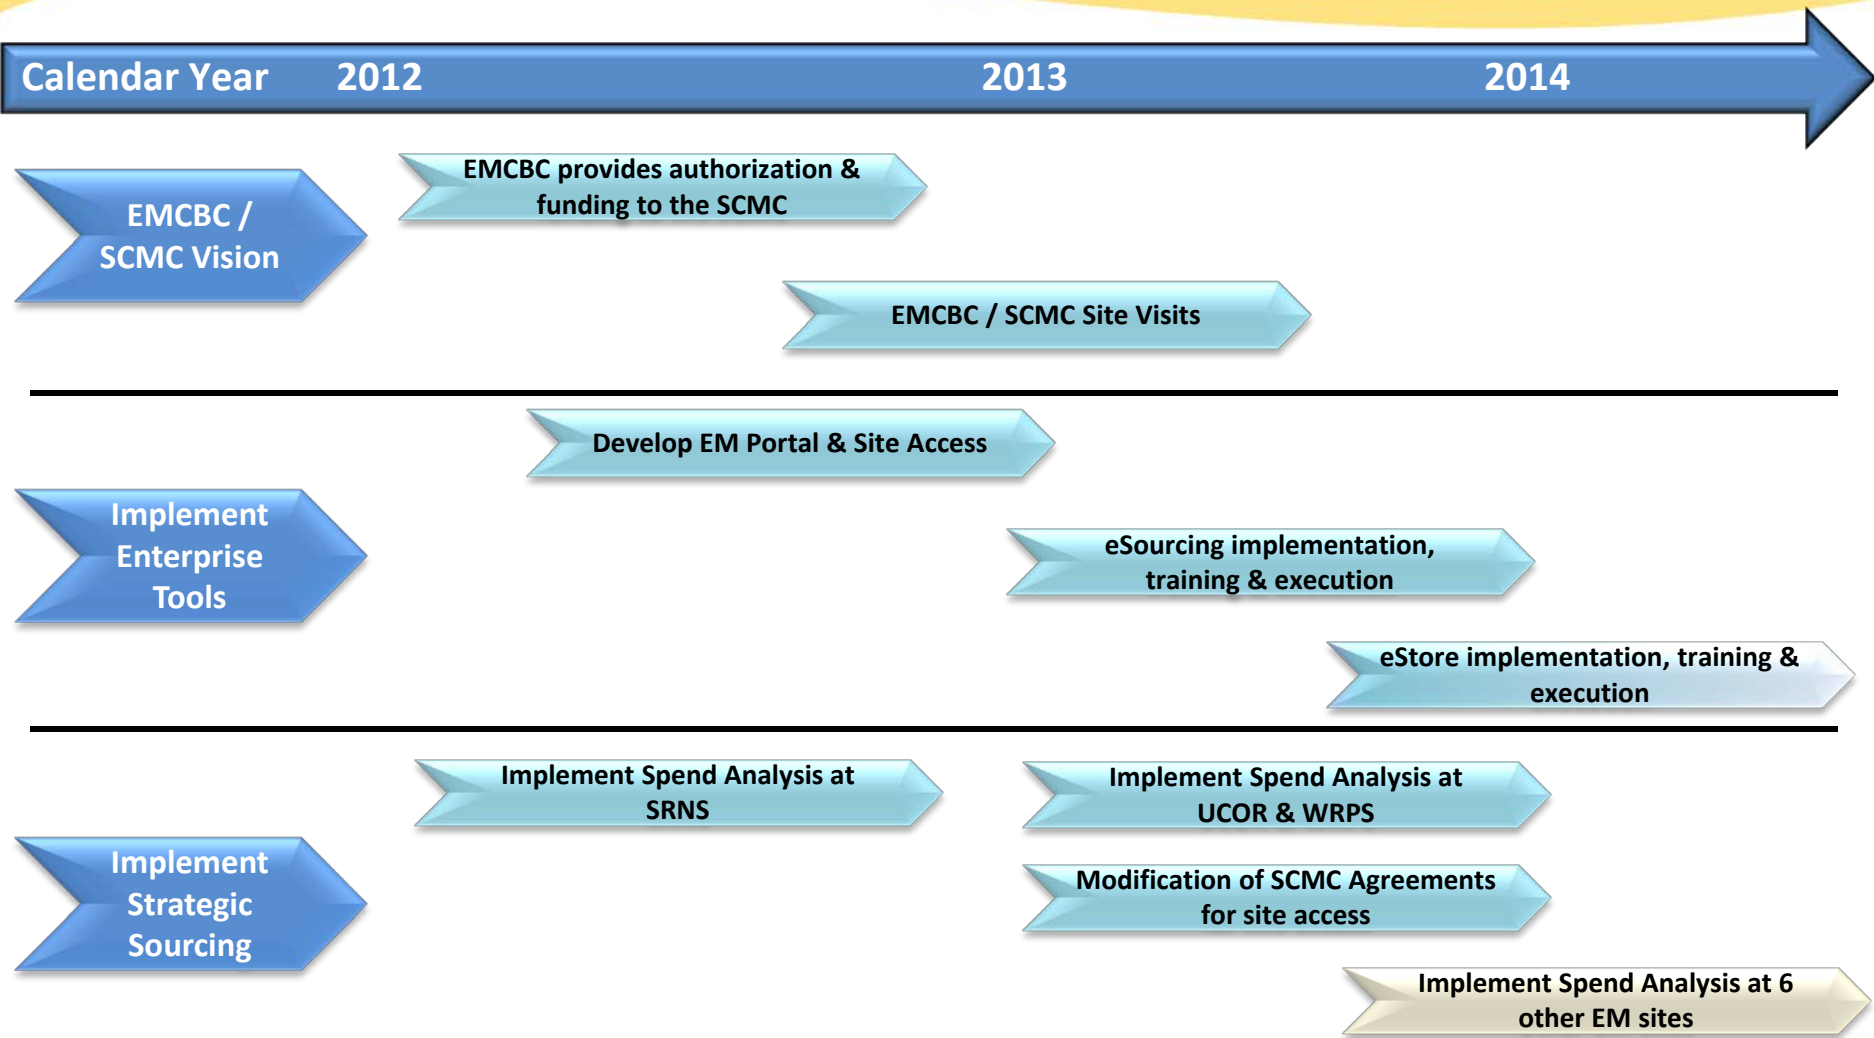 Calendar Year 2012 2013 2014
EMCBC /
SCMC Vision
EMCBC provides authorization &
funding to the SCMC
EMCBC / SCMC Site Visits
Implement
Enterprise
Tools
Develop EM Portal & Site Access
eSourcing implementation,
training & execution
eStore implementation, training &
execution
Implement
Strategic
Sourcing
Implement Spend Analysis at
SRNS
Implement Spend Analysis at
UCOR & WRPS
Modification of SCMC Agreements
for site access
Implement Spend Analysis at 6
other EM sites